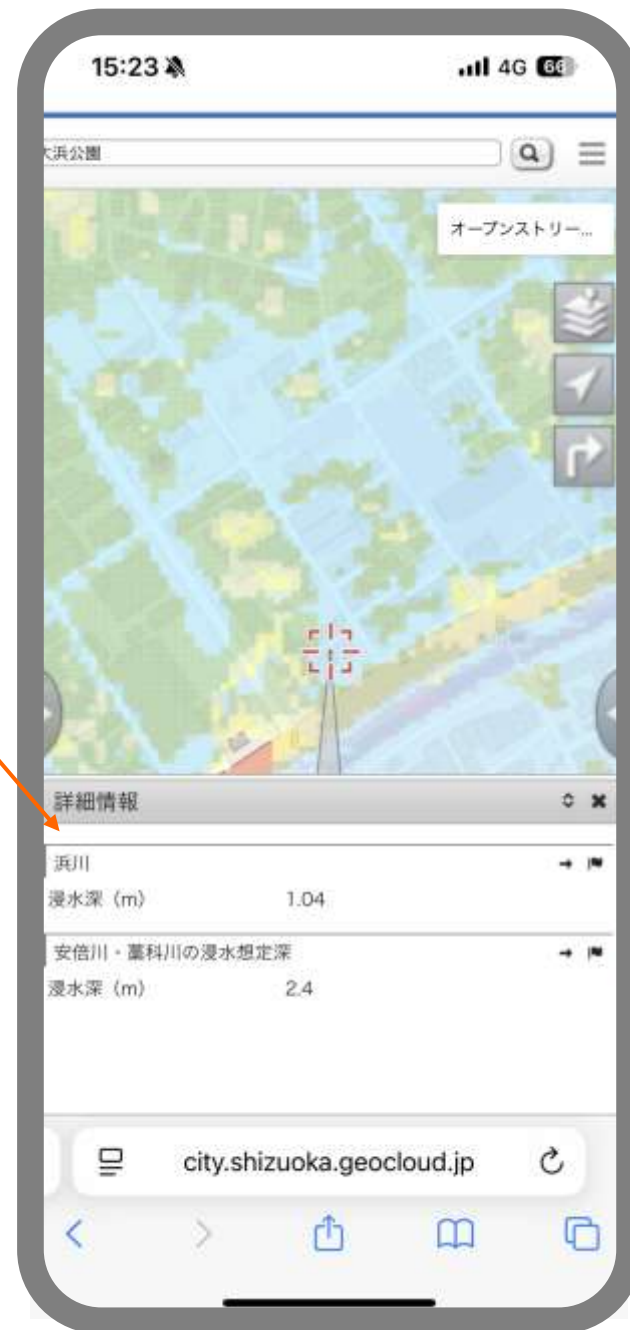 15:23
4G 66
大浜公園
オープンストリー...
詳細情報
浜川
浸水深（m） 1.04
安倍川・藁科川の浸水想定深
浸水深（m） 2.4
city.shizuoka.geocloud.jp